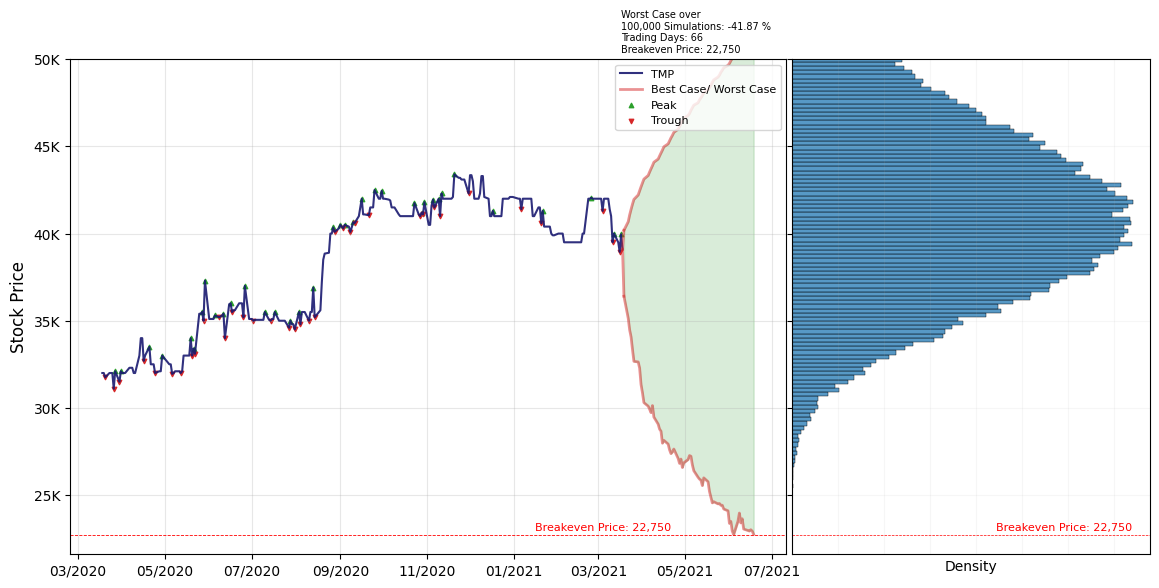 Worst Case over
100,000 Simulations: -41.87 %
Trading Days: 66
Breakeven Price: 22,750
50K
45K
40K
35K
30K
25K
Stock Price
TMP
Best Case/ Worst Case
Peak
Trough
Breakeven Price: 22,750
Breakeven Price: 22,750
03/2020 05/2020 07/2020 09/2020 11/2020 01/2021 03/2021 05/2021 07/2021
Density